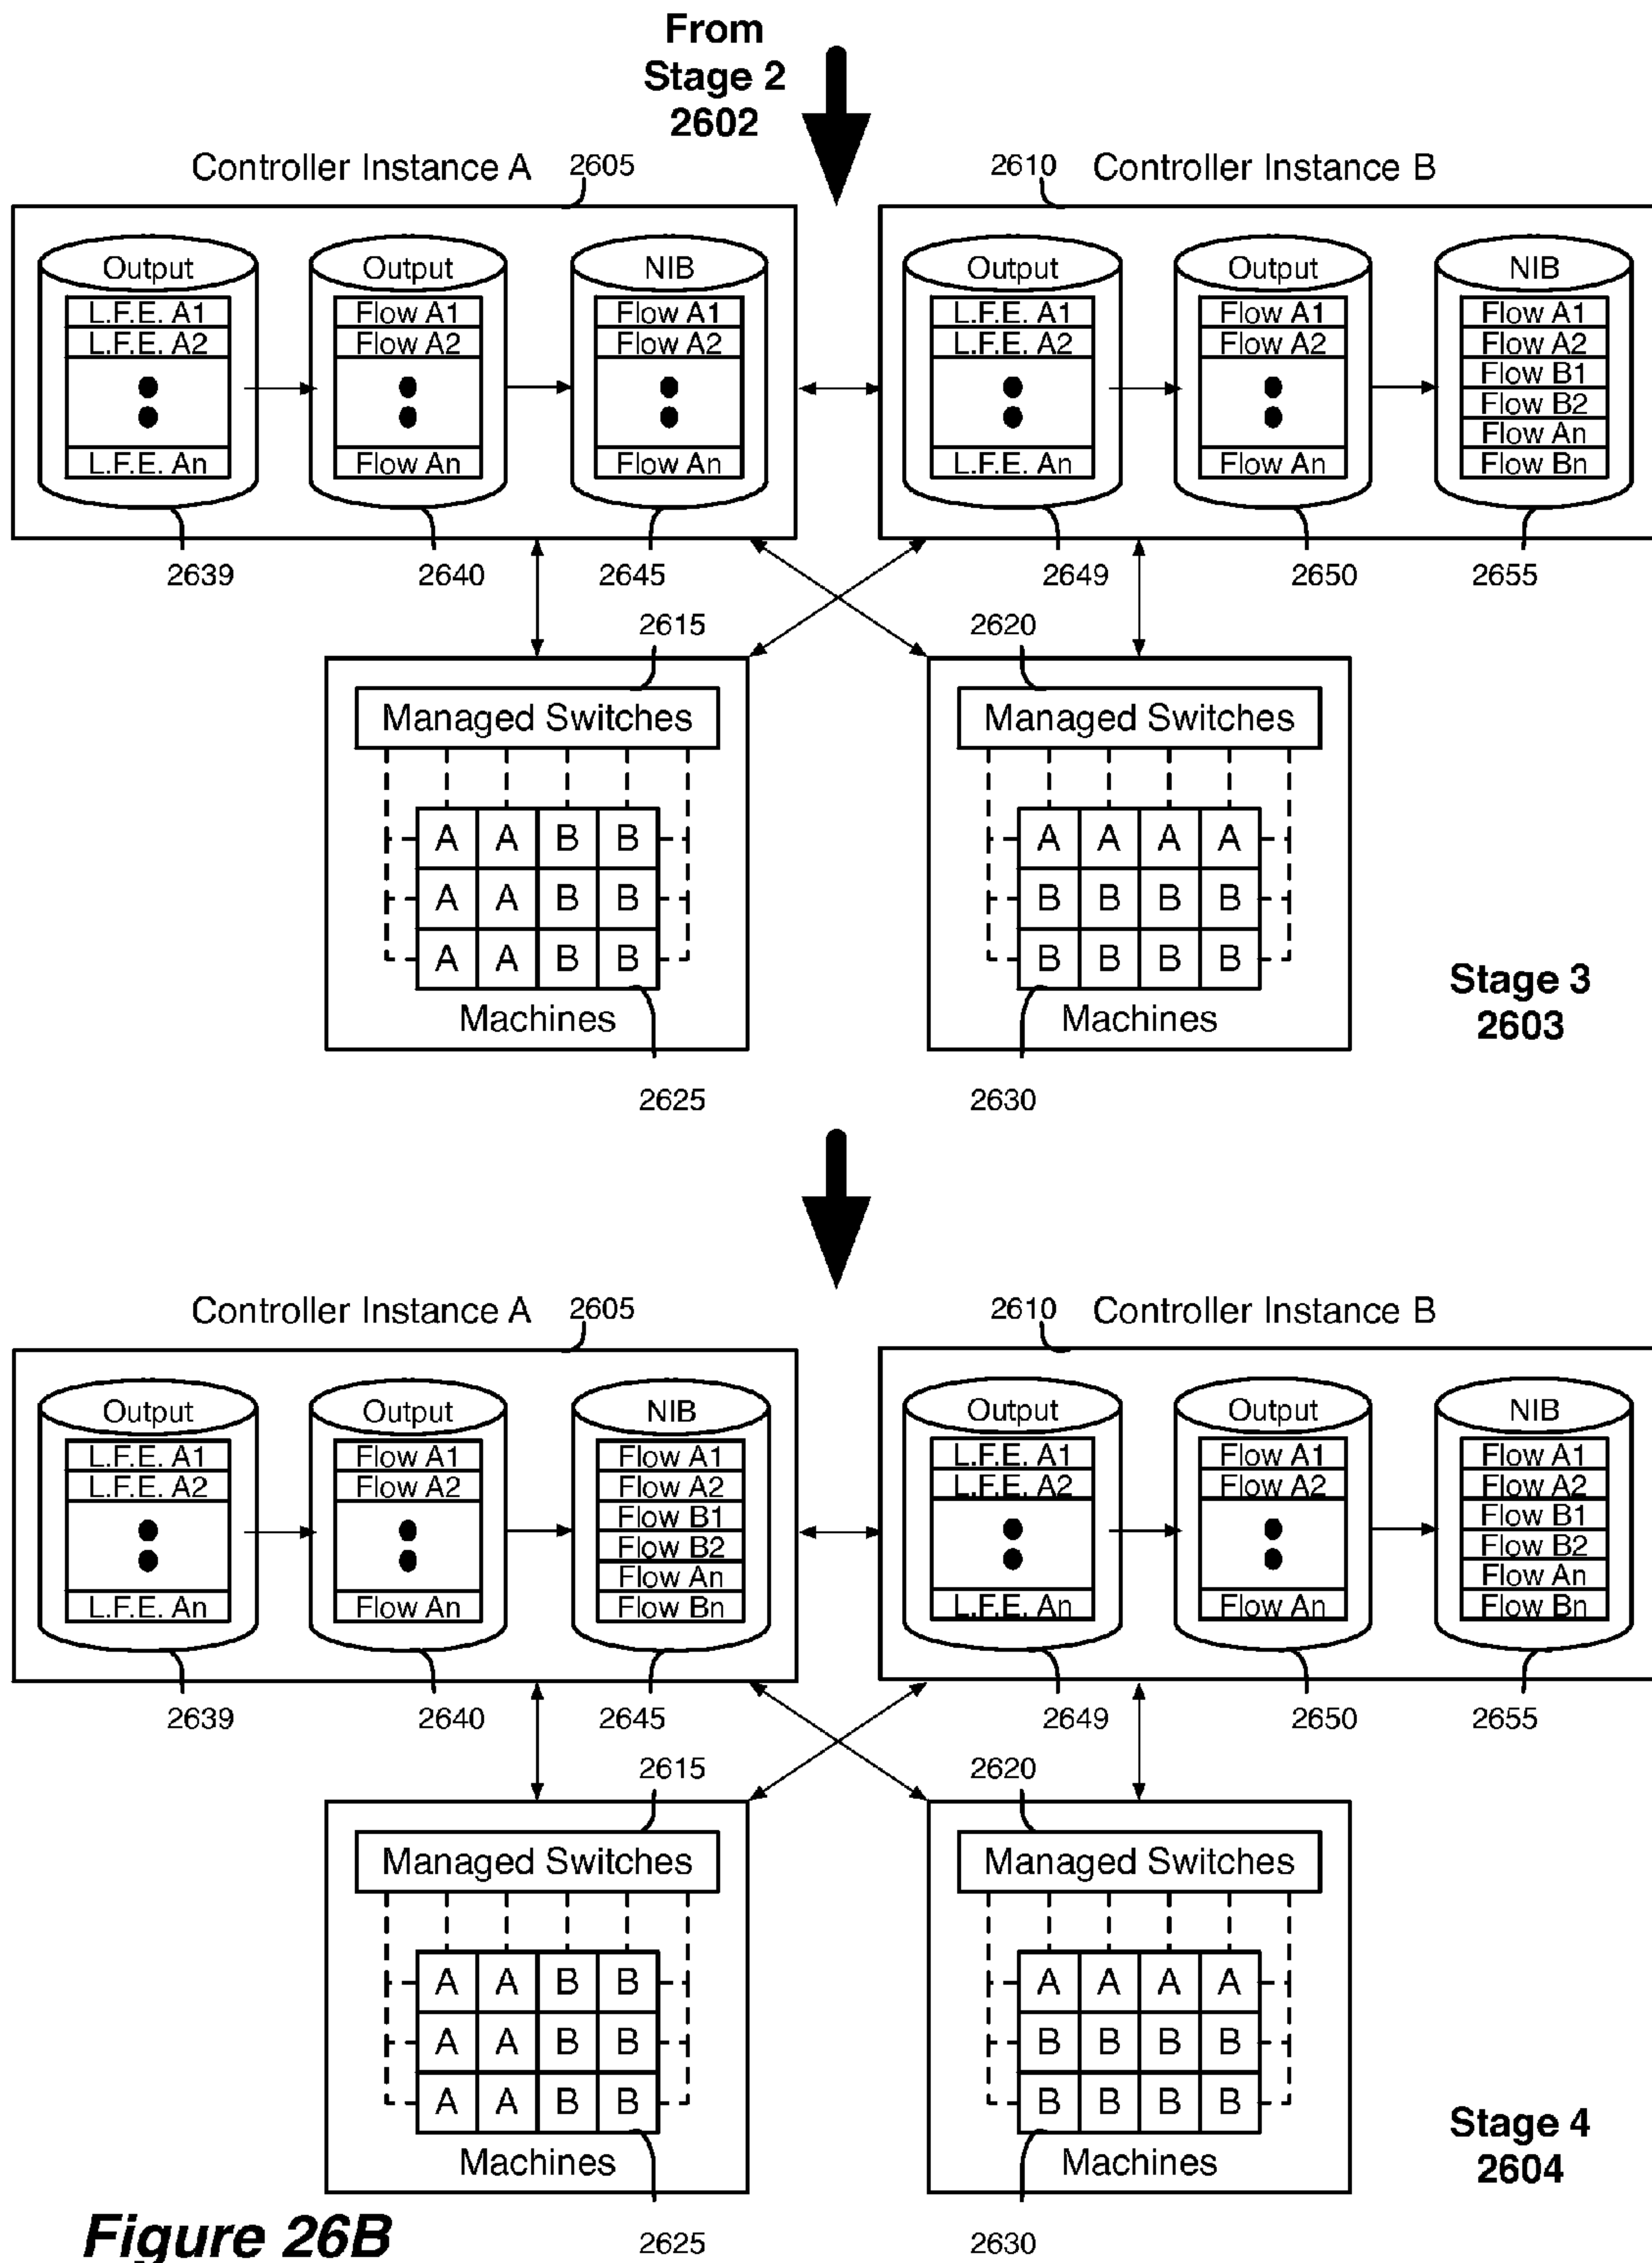 From
Stage 2
2602
Controller Instance A 2605
2610 Controller Instance B
Output Output NIB
L.F.E. A1 Flow A1 Flow A1
L.F.E. A2 Flow A2 Flow A2
L.F.E. An Flow An Flow An
Output Output NIB
L.F.E. A1 Flow A1 Flow A1
L.F.E. A2 Flow A2 Flow A2
Flow B1
Flow B2
Flow An
L.F.E. An Flow An Flow Bn
2639 2640 2645 2649 2650 2655
2615 2620
Managed Switches Managed Switches
A A B B A A A A
A A B B B B B B
A A B B B B B B
Machines Machines
Stage 3
2603
2625 2630
Controller Instance A 2605
2610 Controller Instance B
Output Output NIB
L.F.E. A1 Flow A1 Flow A1
L.F.E. A2 Flow A2 Flow A2
Flow B1
Flow B2
Flow An
L.F.E. An Flow An Flow Bn
Output Output NIB
L.F.E. A1 Flow A1 Flow A1
L.F.E. A2 Flow A2 Flow A2
Flow B1
Flow B2
Flow An
L.F.E. An Flow An Flow Bn
2639 2640 2645 2649 2650 2655
2615 2620
Managed Switches Managed Switches
A A B B A A A A
A A B B B B B B
A A B B B B B B
Machines Machines
Stage 4
2604
Figure 26B
2625 2630